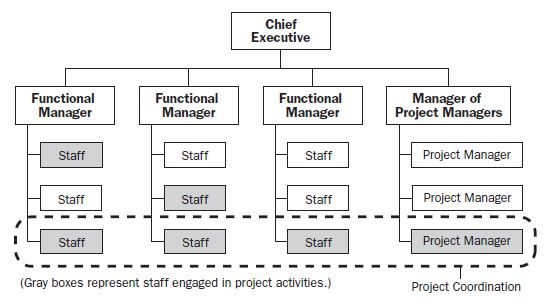 Chief
Executive
Functional
Manager
Functional
Manager
Functional
Manager
Manager of
Project Managers
Staff
Staff
Staff
Project Manager
Staff
Staff
Staff
Project Manager
Staff
Staff
Staff
Project Manager
(Gray boxes represent staff engaged in project activities.)
Project Coordination